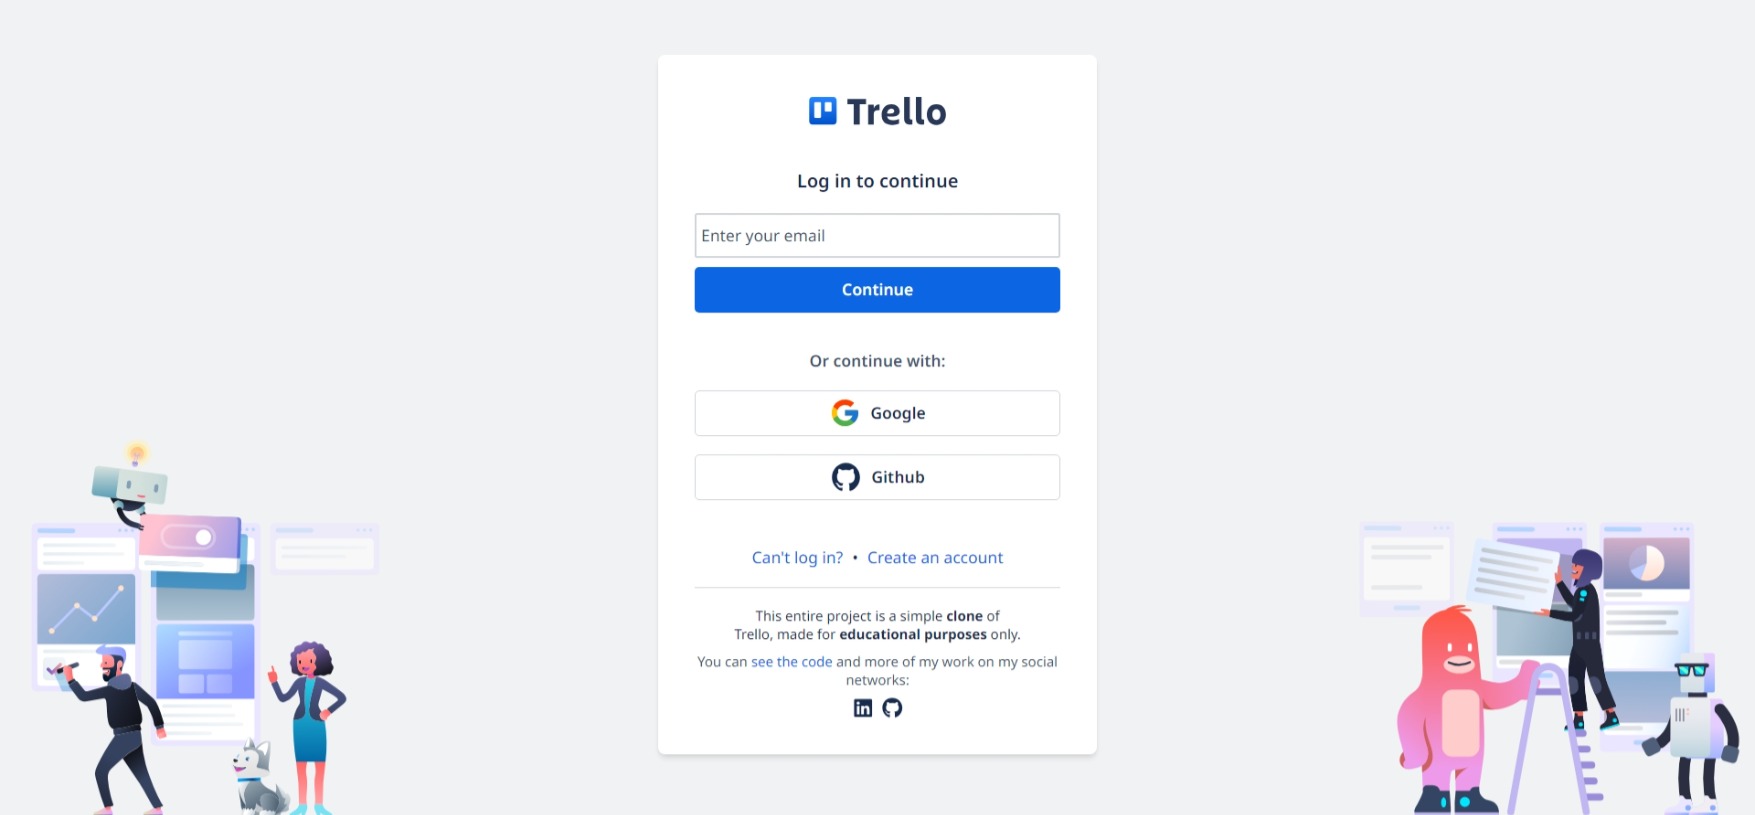 Trello
Log in to continue
Enter your email
Continue
Or continue with:
Google
Github
Can't log in? • Create an account
This entire project is a simple clone of
Trello, made for educational purposes only.
You can see the code and more of my work on my social
networks: